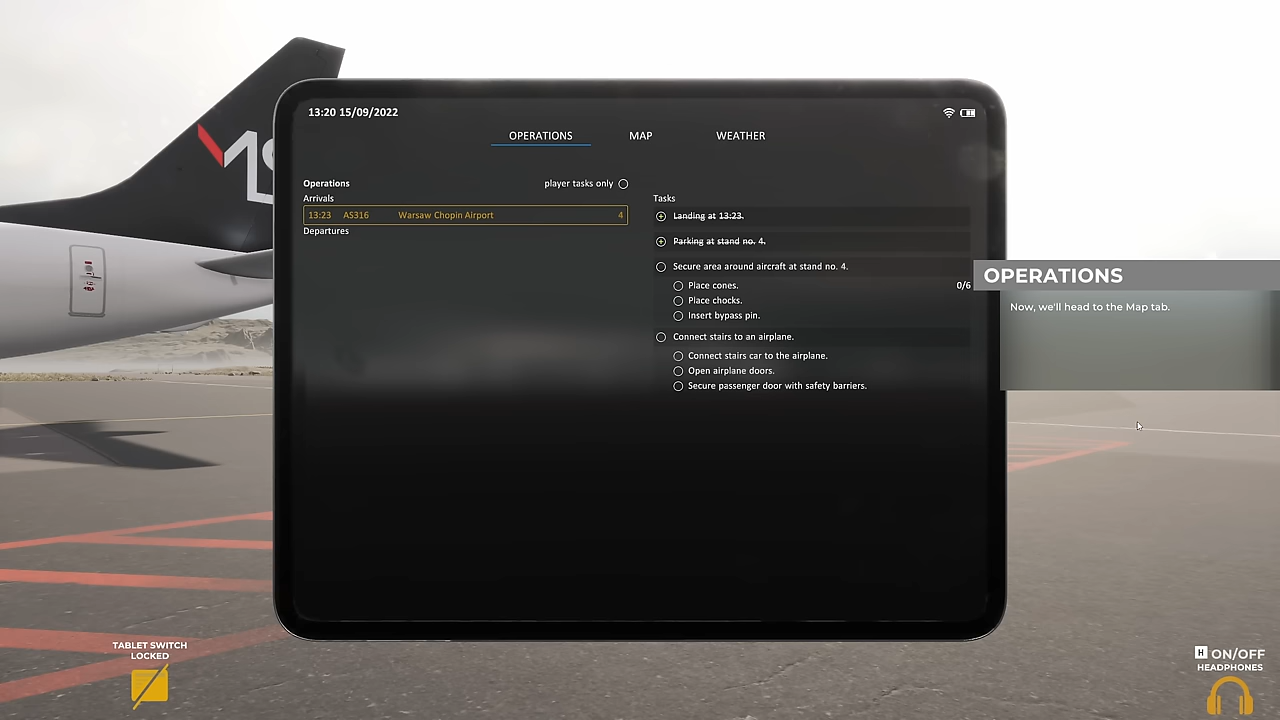 13:20 15/09/2022
OPERATIONS
MAP
WEATHER
Operations
player tasks only
Arrivals
13:23 AS316 Warsaw Chopin Airport 4
Departures
Tasks
Landing at 13:23.
Parking at stand no. 4.
Secure area around aircraft at stand no. 4.
Place cones. 0/6
Place chocks.
Insert bypass pin.
Connect stairs to an airplane.
Connect stairs car to the airplane.
Open airplane doors.
Secure passenger door with safety barriers.
OPERATIONS
Now, we'll head to the Map tab.
TABLET SWITCH
LOCKED
H ON/OFF
HEADPHONES